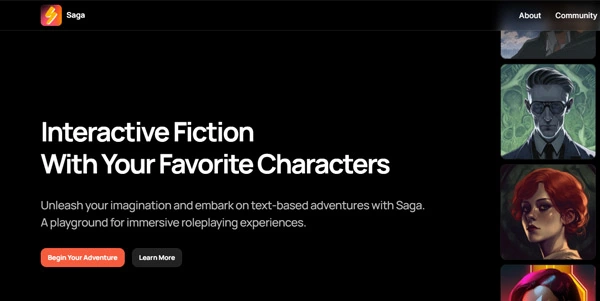 Saga
About
Community
Interactive Fiction
With Your Favorite Characters
Unleash your imagination and embark on text-based adventures with Saga.
A playground for immersive roleplaying experiences.
Begin Your Adventure
Learn More